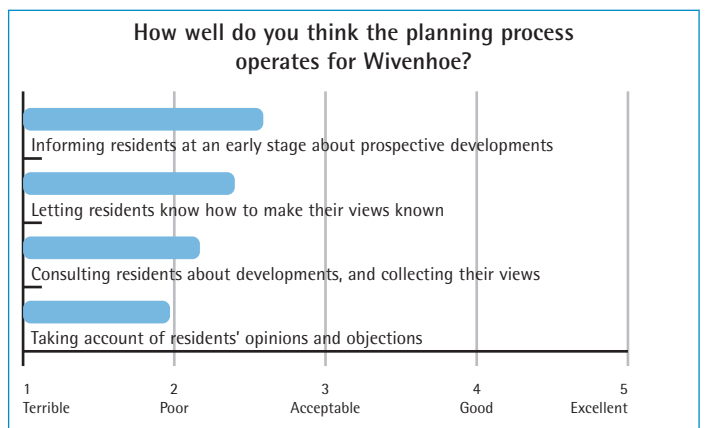 How well do you think the planning process
operates for Wivenhoe?
Informing residents at an early stage about prospective developments
Letting residents know how to make their views known
Consulting residents about developments, and collecting their views
Taking account of residents' opinions and objections
1 2 3 4 5
Terrible Poor Acceptable Good Excellent